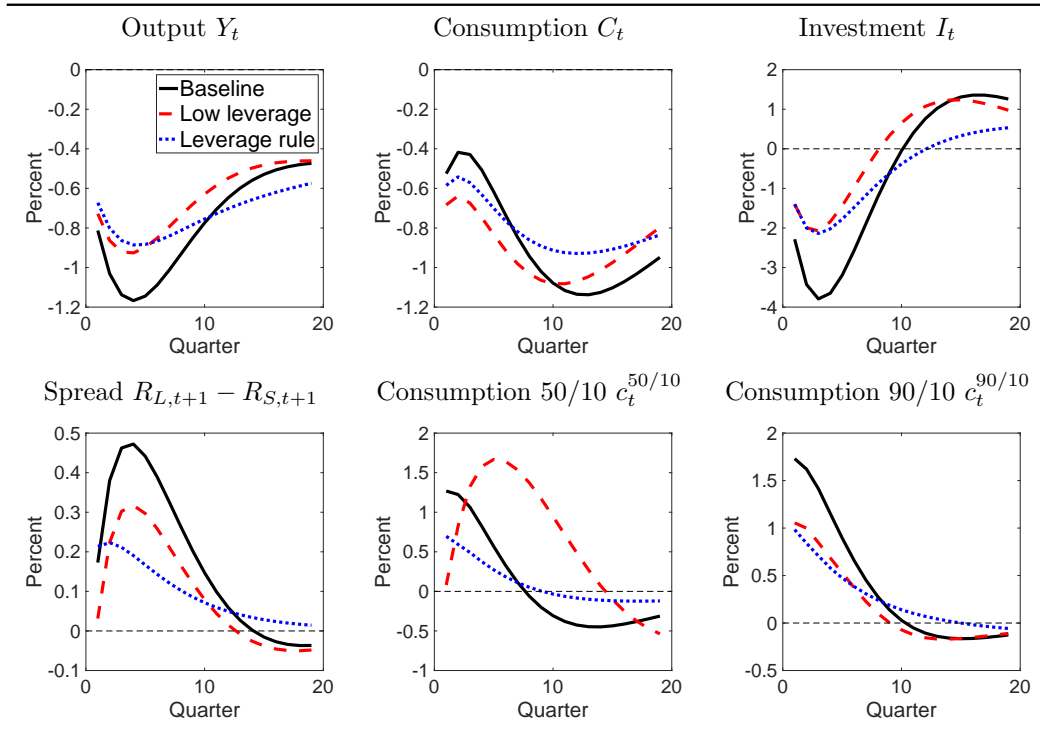 Output Y_t
Consumption C_t
Investment I_t
Percent
0
-0.2
-0.4
-0.6
-0.8
-1
-1.2
Baseline
Low leverage
Leverage rule
0
10
20
Quarter
Percent
0
-0.2
-0.4
-0.6
-0.8
-1
-1.2
0
10
20
Quarter
Percent
2
1
0
-1
-2
-3
-4
0
10
20
Quarter
Spread R_{L,t+1} − R_{S,t+1}
Consumption 50/10 c_t^{50/10}
Consumption 90/10 c_t^{90/10}
Percent
0.5
0.4
0.3
0.2
0.1
0
-0.1
0
10
20
Quarter
Percent
2
1.5
1
0.5
0
-0.5
-1
0
10
20
Quarter
Percent
2
1.5
1
0.5
0
-0.5
0
10
20
Quarter